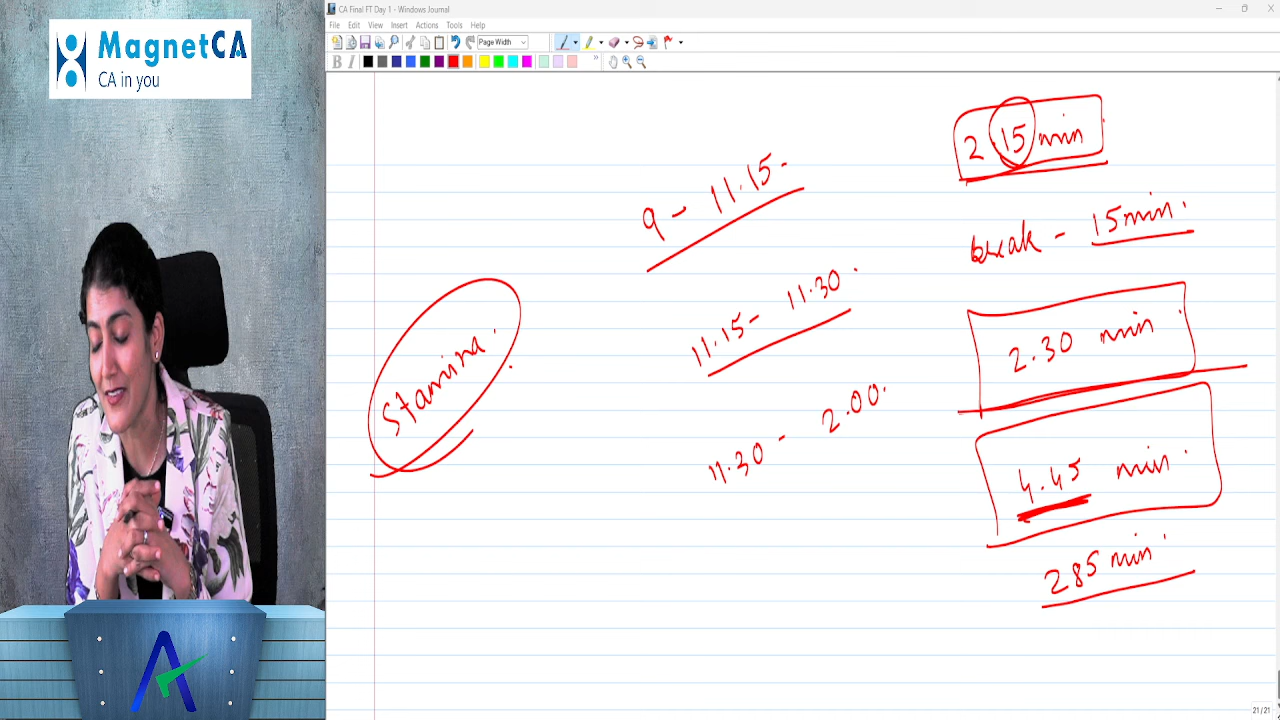 MagnetCA
CA in you
CA Final FT Day 1 - Windows Journal
File Edit View Insert Actions Tools Help
Page Width
B I
2.15 min
9 - 11.15.
break - 15 min.
11.15 - 11.30.
2.30 min.
Stamina.
11.30 - 2.00.
4.45 min.
285 min.
21 / 21